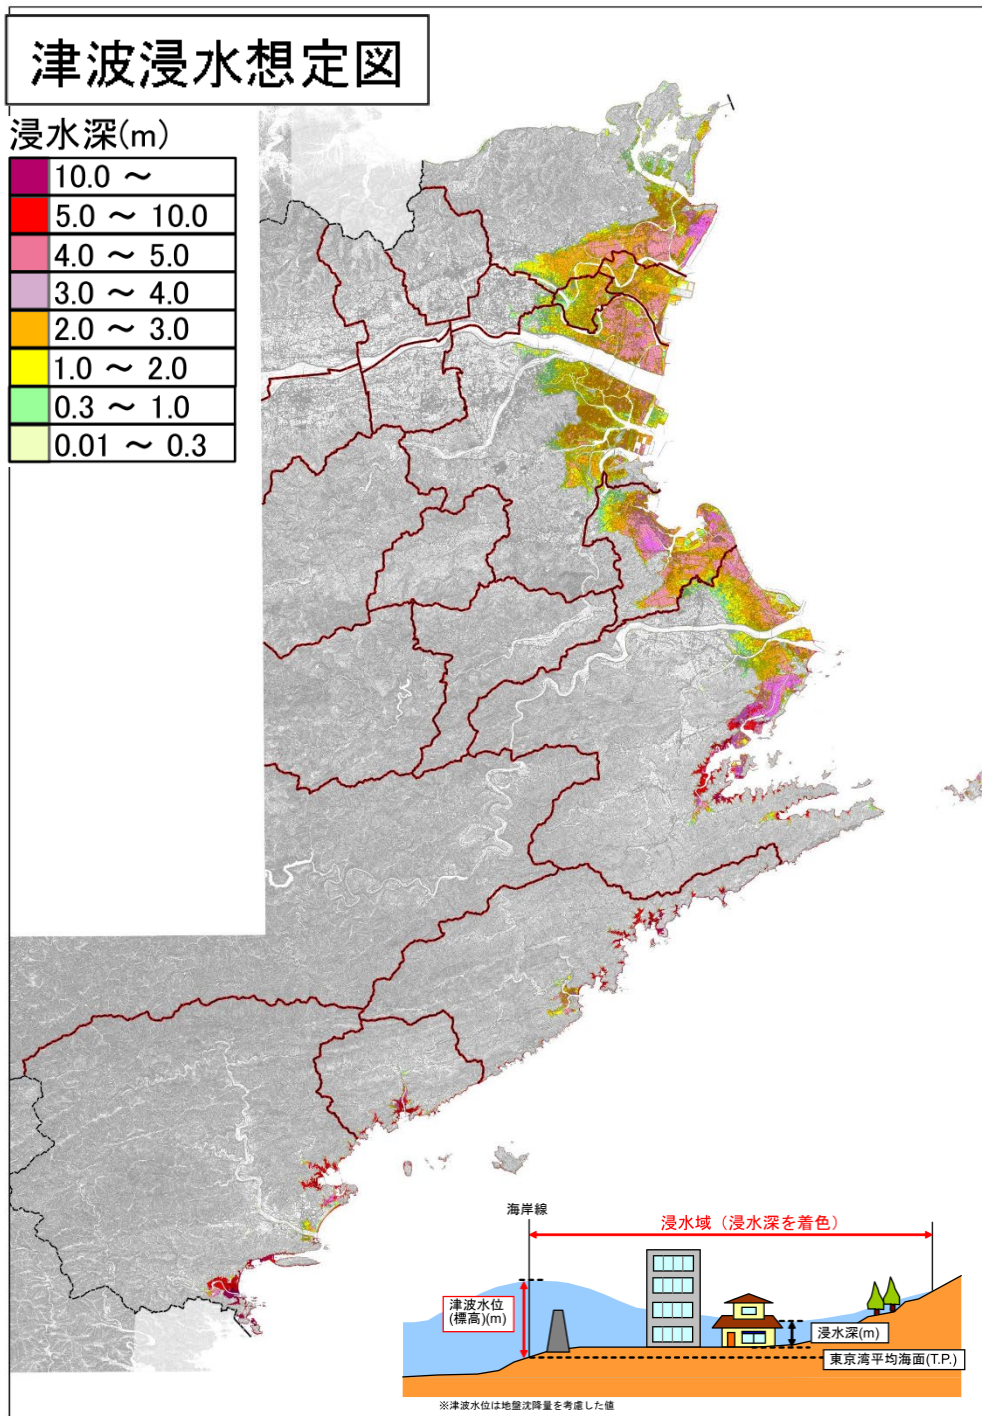 津波浸水想定図
浸水深(m)
10.0 ～
5.0 ～ 10.0
4.0 ～ 5.0
3.0 ～ 4.0
2.0 ～ 3.0
1.0 ～ 2.0
0.3 ～ 1.0
0.01 ～ 0.3
海岸線
浸水域（浸水深を着色）
津波水位
(標高)(m)
浸水深(m)
東京湾平均海面(T.P.)
※津波水位は地盤沈降量を考慮した値